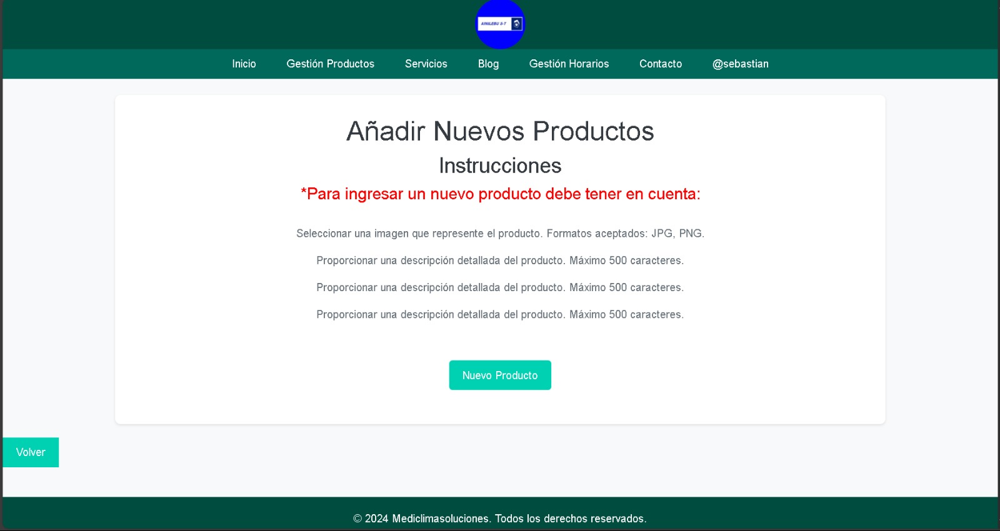 AINILEBU S-T
Inicio Gestión Productos Servicios Blog Gestión Horarios Contacto @sebastian
Añadir Nuevos Productos
Instrucciones
*Para ingresar un nuevo producto debe tener en cuenta:
Seleccionar una imagen que represente el producto. Formatos aceptados: JPG, PNG.
Proporcionar una descripción detallada del producto. Máximo 500 caracteres.
Proporcionar una descripción detallada del producto. Máximo 500 caracteres.
Proporcionar una descripción detallada del producto. Máximo 500 caracteres.
Nuevo Producto
Volver
© 2024 Mediclimasoluciones. Todos los derechos reservados.